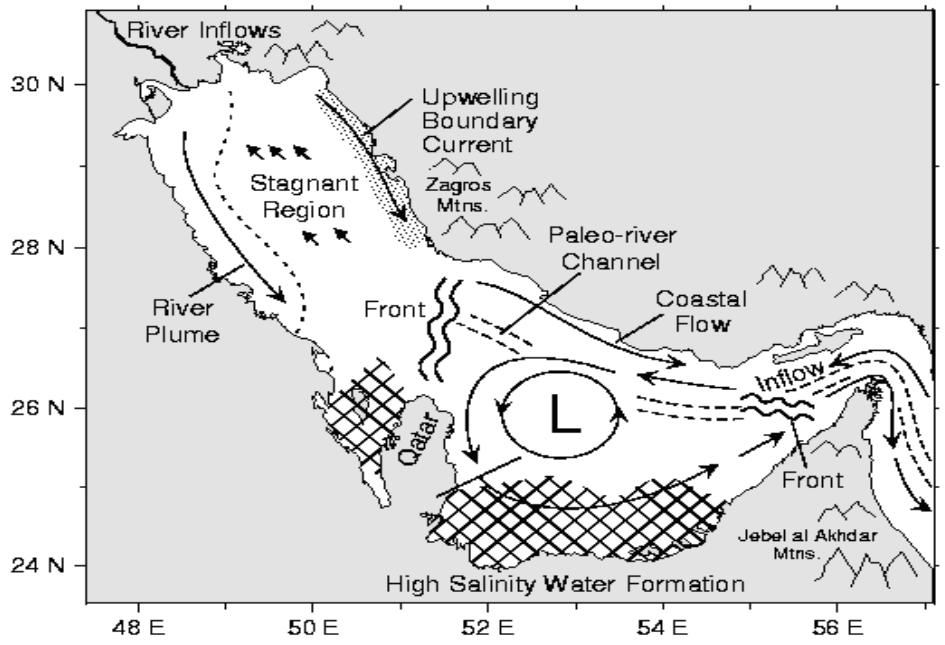 River Inflows
30 N
Upwelling
Boundary
Current
Stagnant
Region
Zagros
Mtns.
28 N
Paleo-river
Channel
River
Plume
Front
Coastal
Flow
Inflow
26 N
L
Qatar
Front
Jebel al Akhdar
Mtns.
24 N
High Salinity Water Formation
48 E
50 E
52 E
54 E
56 E